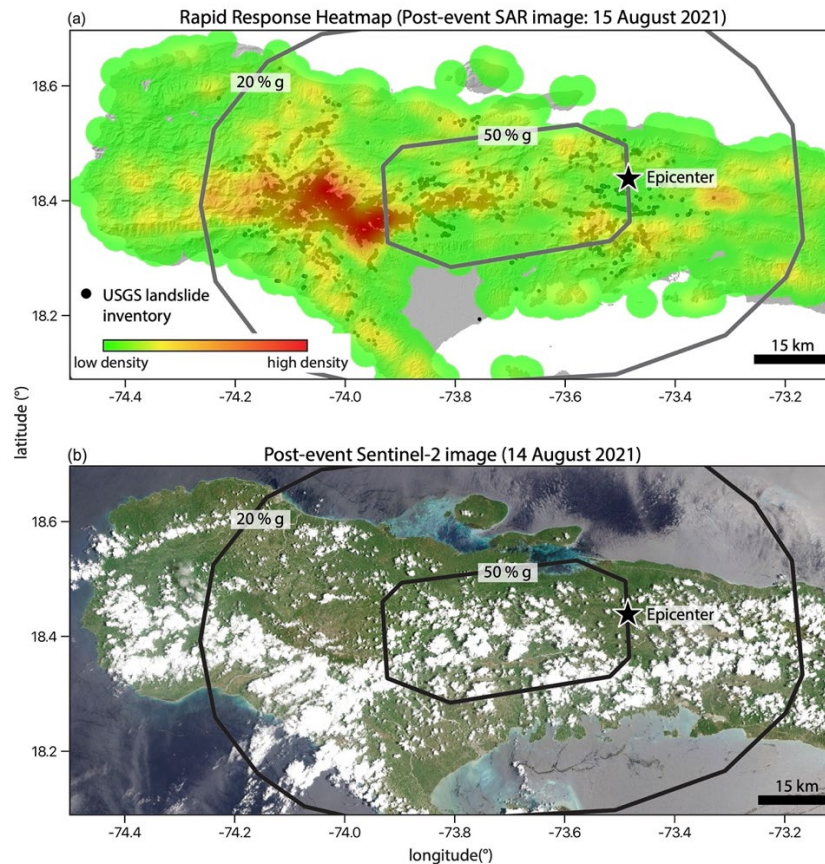 (a) Rapid Response Heatmap (Post-event SAR image: 15 August 2021)
18.6
18.4
18.2
20 % g
50 % g
Epicenter
USGS landslide
inventory
low density high density
15 km
-74.4 -74.2 -74.0 -73.8 -73.6 -73.4 -73.2
latitude (°)
(b) Post-event Sentinel-2 image (14 August 2021)
18.6
18.4
18.2
20 % g
50 % g
Epicenter
15 km
-74.4 -74.2 -74.0 -73.8 -73.6 -73.4 -73.2
longitude(°)